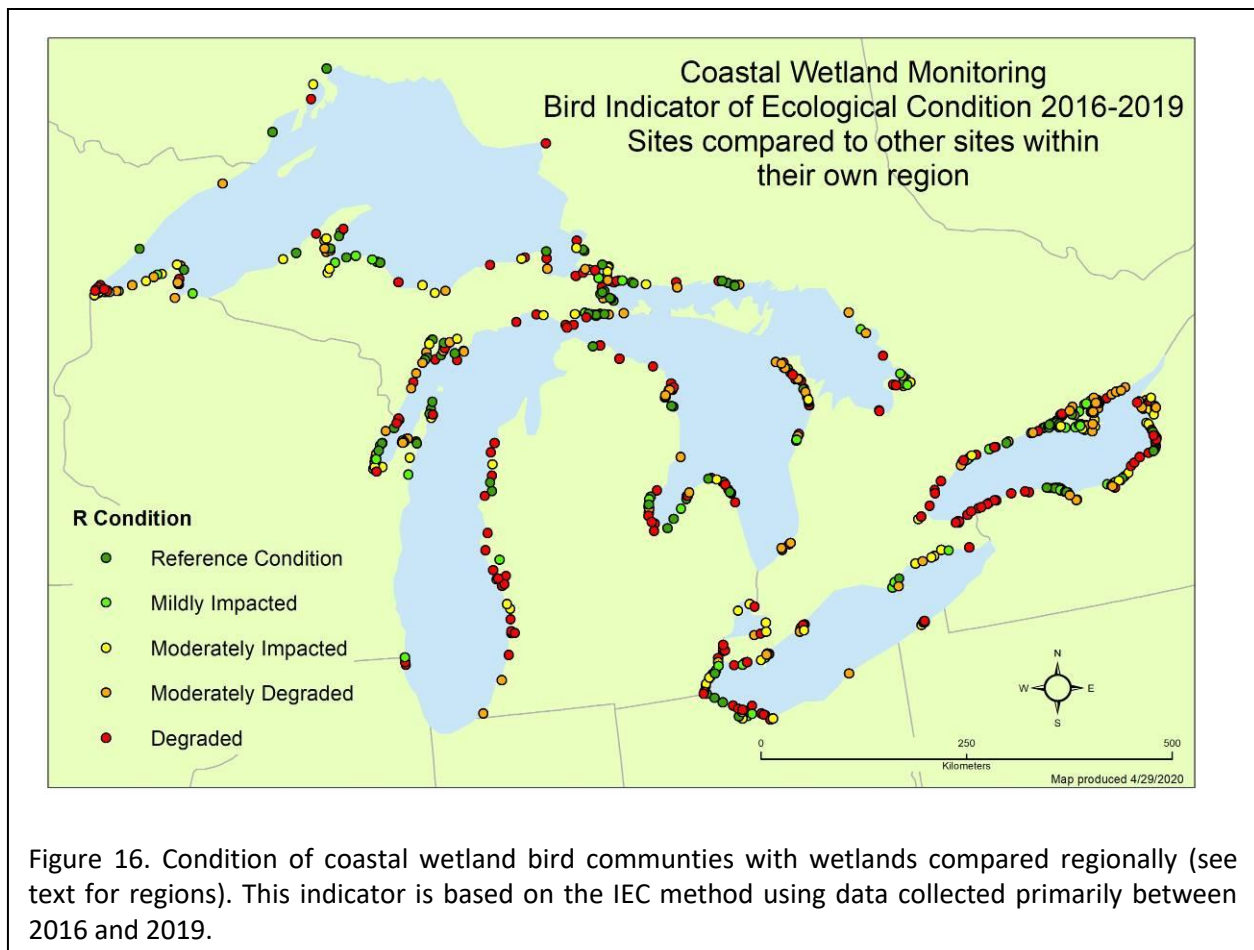 Coastal Wetland Monitoring
Bird Indicator of Ecological Condition 2016-2019
Sites compared to other sites within
their own region
R Condition
Reference Condition
Mildly Impacted
Moderately Impacted
Moderately Degraded
Degraded
N
W E
S
0 250 500
Kilometers
Map produced 4/29/2020
Figure 16. Condition of coastal wetland bird communties with wetlands compared regionally (see
text for regions). This indicator is based on the IEC method using data collected primarily between
2016 and 2019.